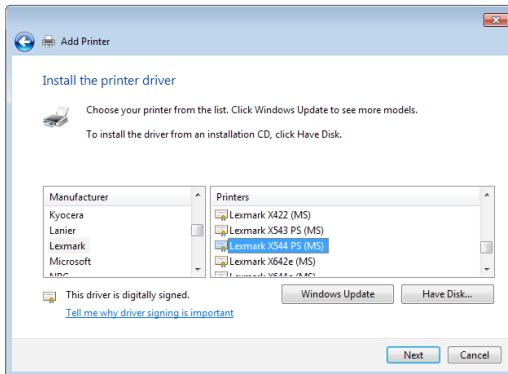 Add Printer
Install the printer driver
Choose your printer from the list. Click Windows Update to see more models.
To install the driver from an installation CD, click Have Disk.
Manufacturer
Kyocera
Lanier
Lexmark
Microsoft
Printers
Lexmark X422 (MS)
Lexmark X543 PS (MS)
Lexmark X544 PS (MS)
Lexmark X642e (MS)
This driver is digitally signed.
Tell me why driver signing is important
Windows Update
Have Disk...
Next
Cancel